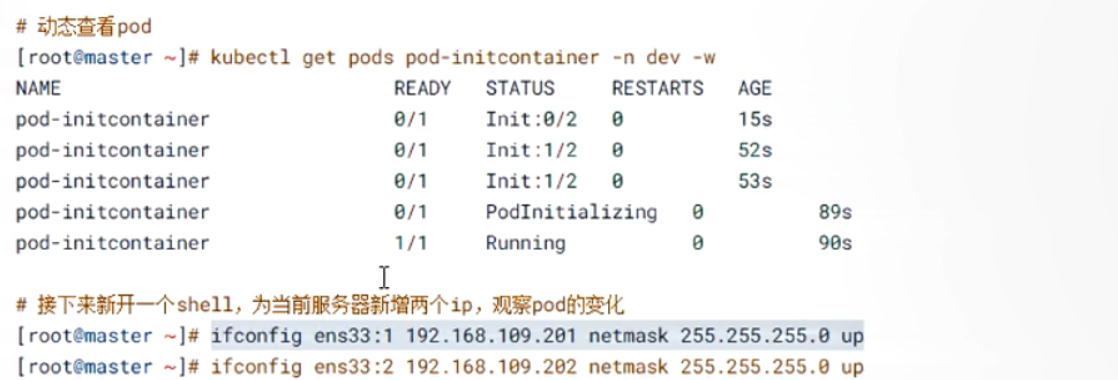 # 动态查看pod
[root@master ~]# kubectl get pods pod-initcontainer -n dev -w
NAME READY STATUS RESTARTS AGE
pod-initcontainer 0/1 Init:0/2 0 15s
pod-initcontainer 0/1 Init:1/2 0 52s
pod-initcontainer 0/1 Init:1/2 0 53s
pod-initcontainer 0/1 PodInitializing 0 89s
pod-initcontainer 1/1 Running 0 90s
# 接下来新开一个shell，为当前服务器新增两个ip，观察pod的变化
[root@master ~]# ifconfig ens33:1 192.168.109.201 netmask 255.255.255.0 up
[root@master ~]# ifconfig ens33:2 192.168.109.202 netmask 255.255.255.0 up